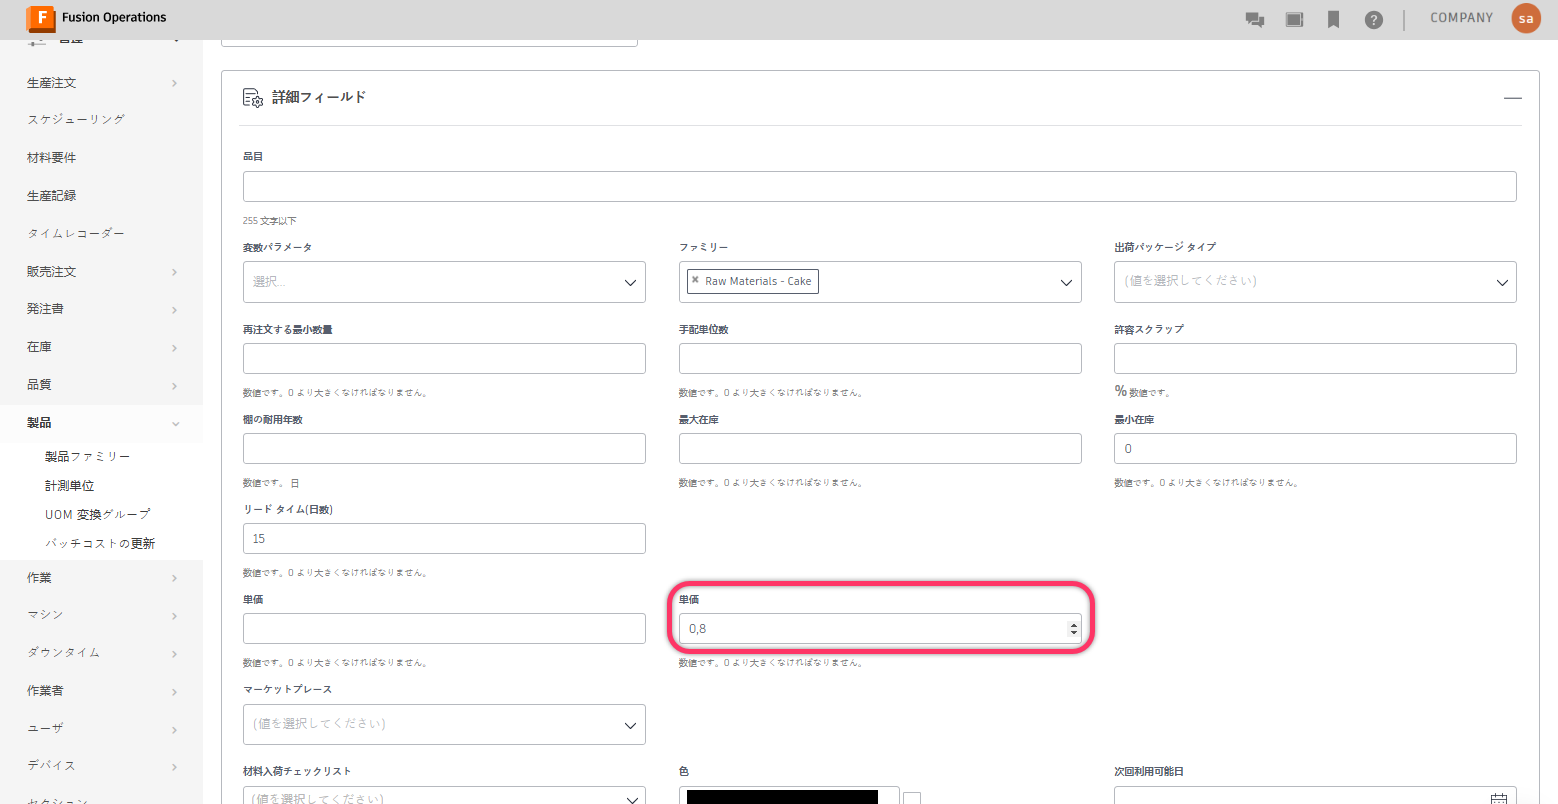 F Fusion Operations
COMPANY
sa
管理
生産注文
スケジューリング
材料要件
生産記録
タイムレコーダー
販売注文
発注書
在庫
品質
製品
製品ファミリー
計測単位
UOM 変換グループ
バッチコストの更新
作業
マシン
ダウンタイム
作業者
ユーザ
デバイス
セクション
詳細フィールド
品目
255 文字以下
変数パラメータ
ファミリー
出荷パッケージ タイプ
選択...
Raw Materials - Cake
(値を選択してください)
再注文する最小数量
手配単位数
許容スクラップ
数値です。0 より大きくなければなりません。
数値です。0 より大きくなければなりません。
% 数値です。
棚の耐用年数
最大在庫
最小在庫
0
数値です。 日
数値です。0 より大きくなければなりません。
数値です。0 より大きくなければなりません。
リード タイム(日数)
15
数値です。0 より大きくなければなりません。
単価
単価
0,8
数値です。0 より大きくなければなりません。
数値です。0 より大きくなければなりません。
マーケットプレース
(値を選択してください)
材料入荷チェックリスト
色
次回利用可能日
(値を選択してください)